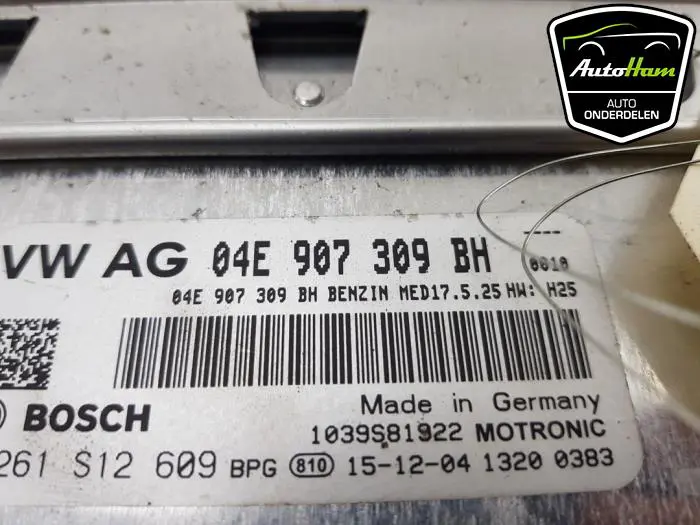 AutoHam
AUTO
ONDERDELEN
VW AG 04E 907 309 BH
----
0010
04E 907 309 BH BENZIN MED17.5.25 HW: H25
BOSCH
Made in Germany
1039S81922 MOTRONIC
261 S12 609 BPG 810 15-12-04 1320 0383